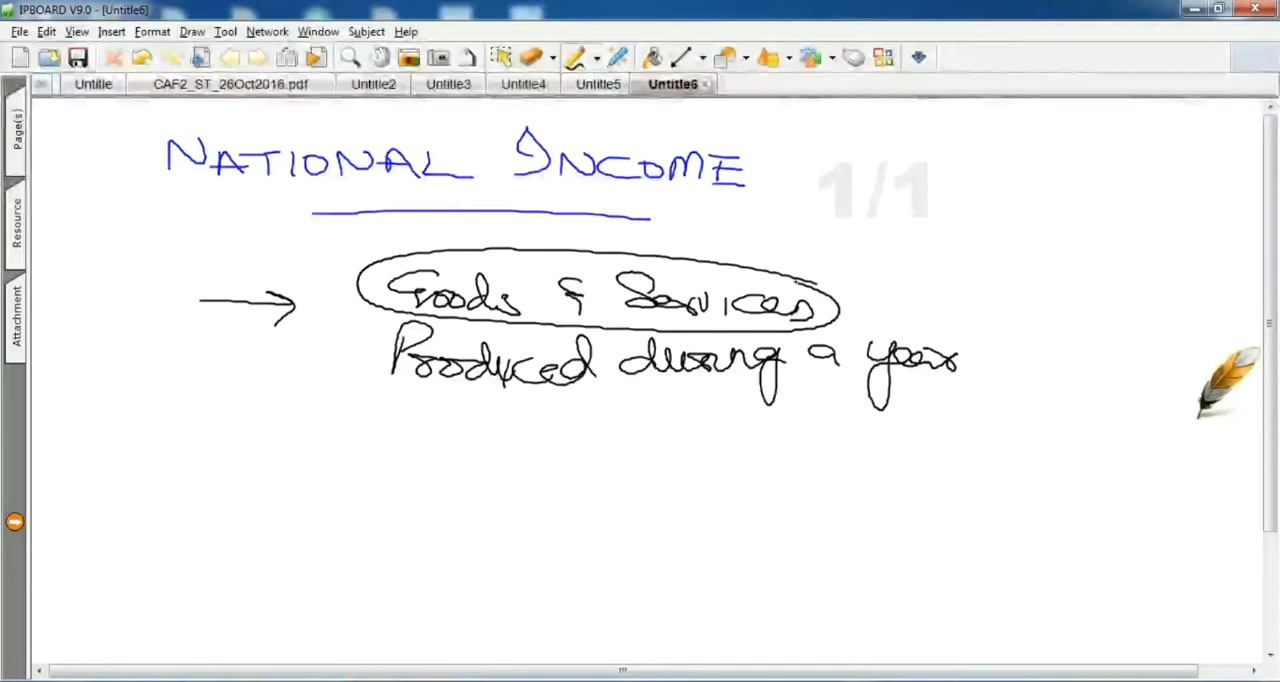 IPBOARD V9.0 - [Untitle6]
File Edit View Insert Format Draw Tool Network Window Subject Help
Untitle CAF2_ST_26Oct2016.pdf Untitle2 Untitle3 Untitle4 Untitle5 Untitle6
Page(s)
Resource
Attachment
NATIONAL INCOME
1/1
Goods & Services
Produced during a year